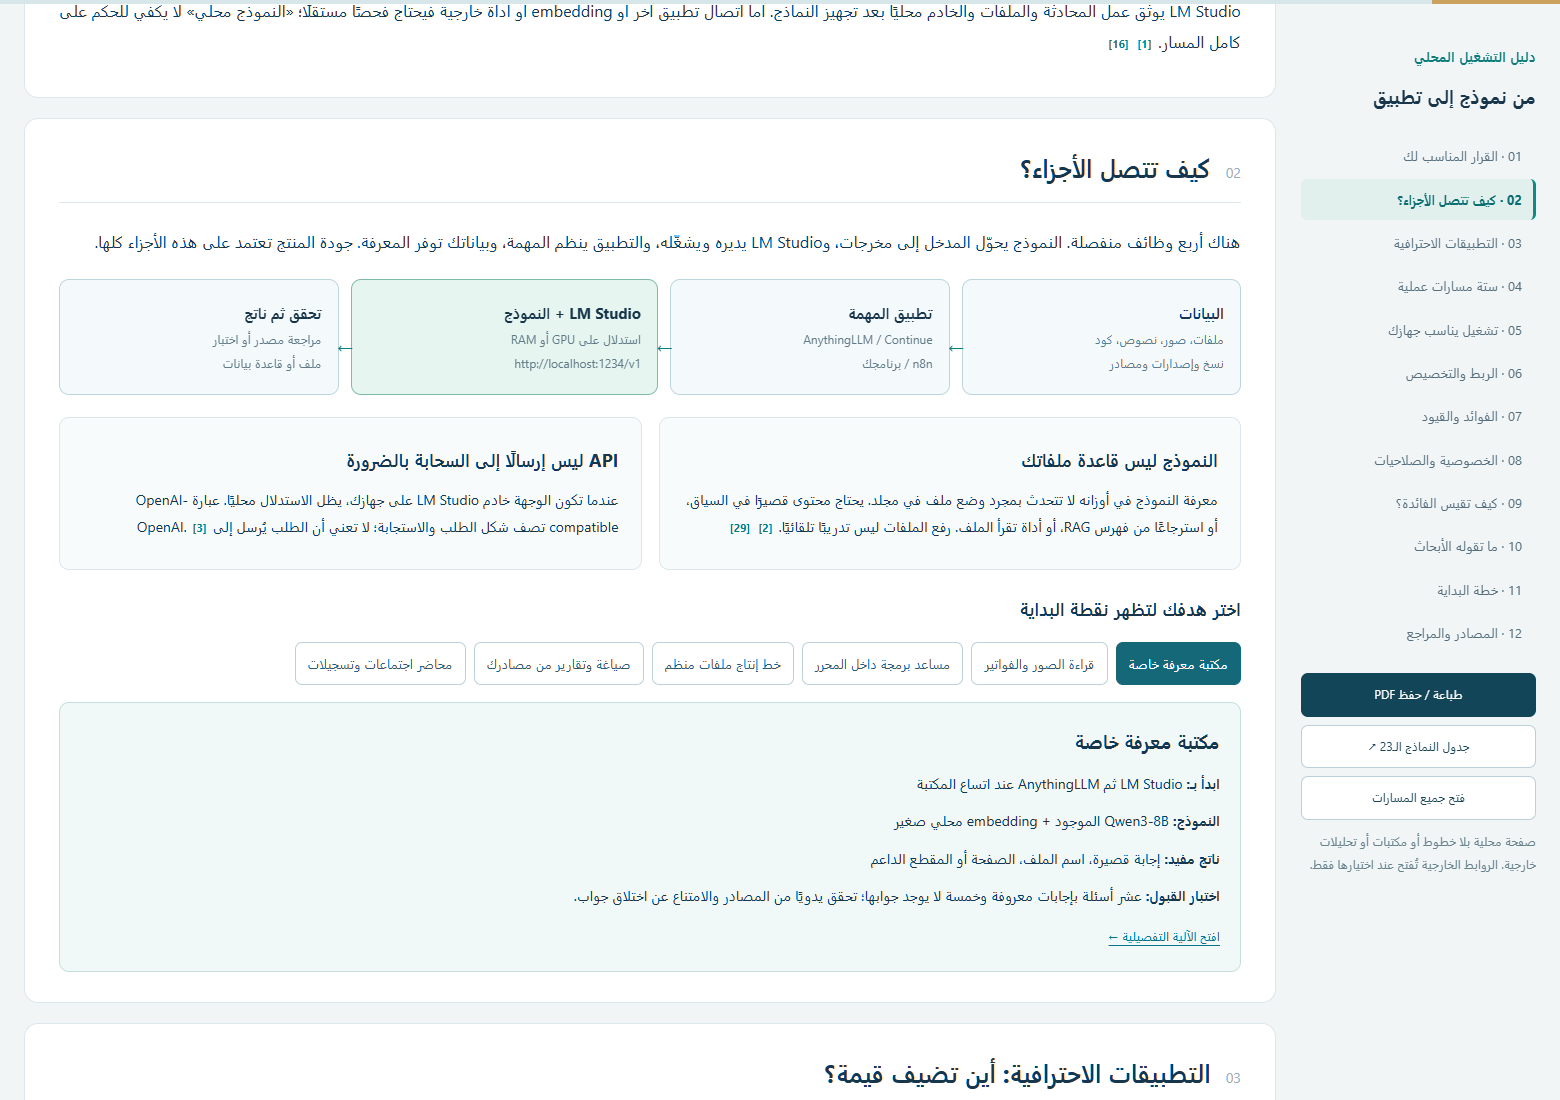 دليل التشغيل المحلي
من نموذج إلى تطبيق
01 · القرار المناسب لك
02 · كيف تتصل الأجزاء؟
03 · التطبيقات الاحترافية
04 · ستة مسارات عملية
05 · تشغيل يناسب جهازك
06 · الربط والتخصيص
07 · الفوائد والقيود
08 · الخصوصية والصلاحيات
09 · كيف تقيس الفائدة؟
10 · ما تقوله الأبحاث
11 · خطة البداية
12 · المصادر والمراجع
طباعة / حفظ PDF
جدول النماذج الـ23 ↗
فتح جميع المسارات
صفحة محلية بلا خطوط أو مكتبات أو تحليلات
خارجية. الروابط الخارجية تُفتح عند اختيارها فقط.
LM Studio يوثق عمل المحادثة والملفات والخادم محليًا بعد تجهيز النماذج. أما اتصال تطبيق آخر أو embedding أو أداة خارجية فيحتاج فحصًا مستقلًا؛ «النموذج محلي» لا يكفي للحكم على
كامل المسار. [1] [16]
02 كيف تتصل الأجزاء؟
هناك أربع وظائف منفصلة. النموذج يحوّل المدخل إلى مخرجات، وLM Studio يديره ويشغّله، والتطبيق ينظم المهمة، وبياناتك توفر المعرفة. جودة المنتج تعتمد على هذه الأجزاء كلها.
البيانات
ملفات، صور، نصوص، كود
نسخ وإصدارات ومصادر
←
تطبيق المهمة
AnythingLLM / Continue
n8n / برنامجك
←
LM Studio + النموذج
استدلال على GPU أو RAM
http://localhost:1234/v1
←
تحقق ثم ناتج
مراجعة مصدر أو اختبار
ملف أو قاعدة بيانات
النموذج ليس قاعدة ملفاتك
معرفة النموذج في أوزانه لا تتحدث بمجرد وضع ملف في مجلد. يحتاج محتوى قصيرًا في السياق،
أو استرجاعًا من فهرس RAG، أو أداة تقرأ الملف. رفع الملفات ليس تدريبًا تلقائيًا. [2] [29]
API ليس إرسالًا إلى السحابة بالضرورة
عندما تكون الوجهة خادم LM Studio على جهازك، يظل الاستدلال محليًا. عبارة OpenAI-
compatible تصف شكل الطلب والاستجابة؛ لا تعني أن الطلب يُرسل إلى OpenAI. [3]
اختر هدفك لتظهر نقطة البداية
مكتبة معرفة خاصة
قراءة الصور والفواتير
مساعد برمجة داخل المحرر
خط إنتاج ملفات منظم
صياغة وتقارير من مصادرك
محاضر اجتماعات وتسجيلات
مكتبة معرفة خاصة
ابدأ بـ: LM Studio ثم AnythingLLM عند اتساع المكتبة
النموذج: Qwen3-8B الموجود + embedding محلي صغير
ناتج مفيد: إجابة قصيرة، اسم الملف، الصفحة أو المقطع الداعم
اختبار القبول: عشر أسئلة بإجابات معروفة وخمسة لا يوجد جوابها؛ تحقق يدويًا من المصادر والامتناع عن اختلاق جواب.
افتح الآلية التفصيلية ←
03 التطبيقات الاحترافية: أين تضيف قيمة؟